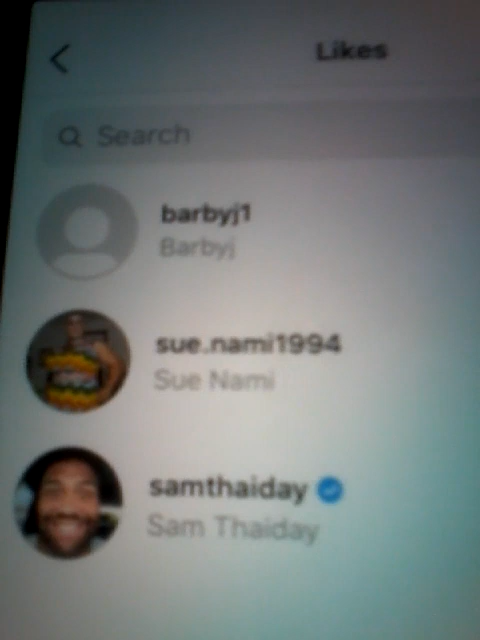 Likes
Search
barbyj1
Barbyj
sue.nami1994
Sue Nami
samthaiday
Sam Thaiday